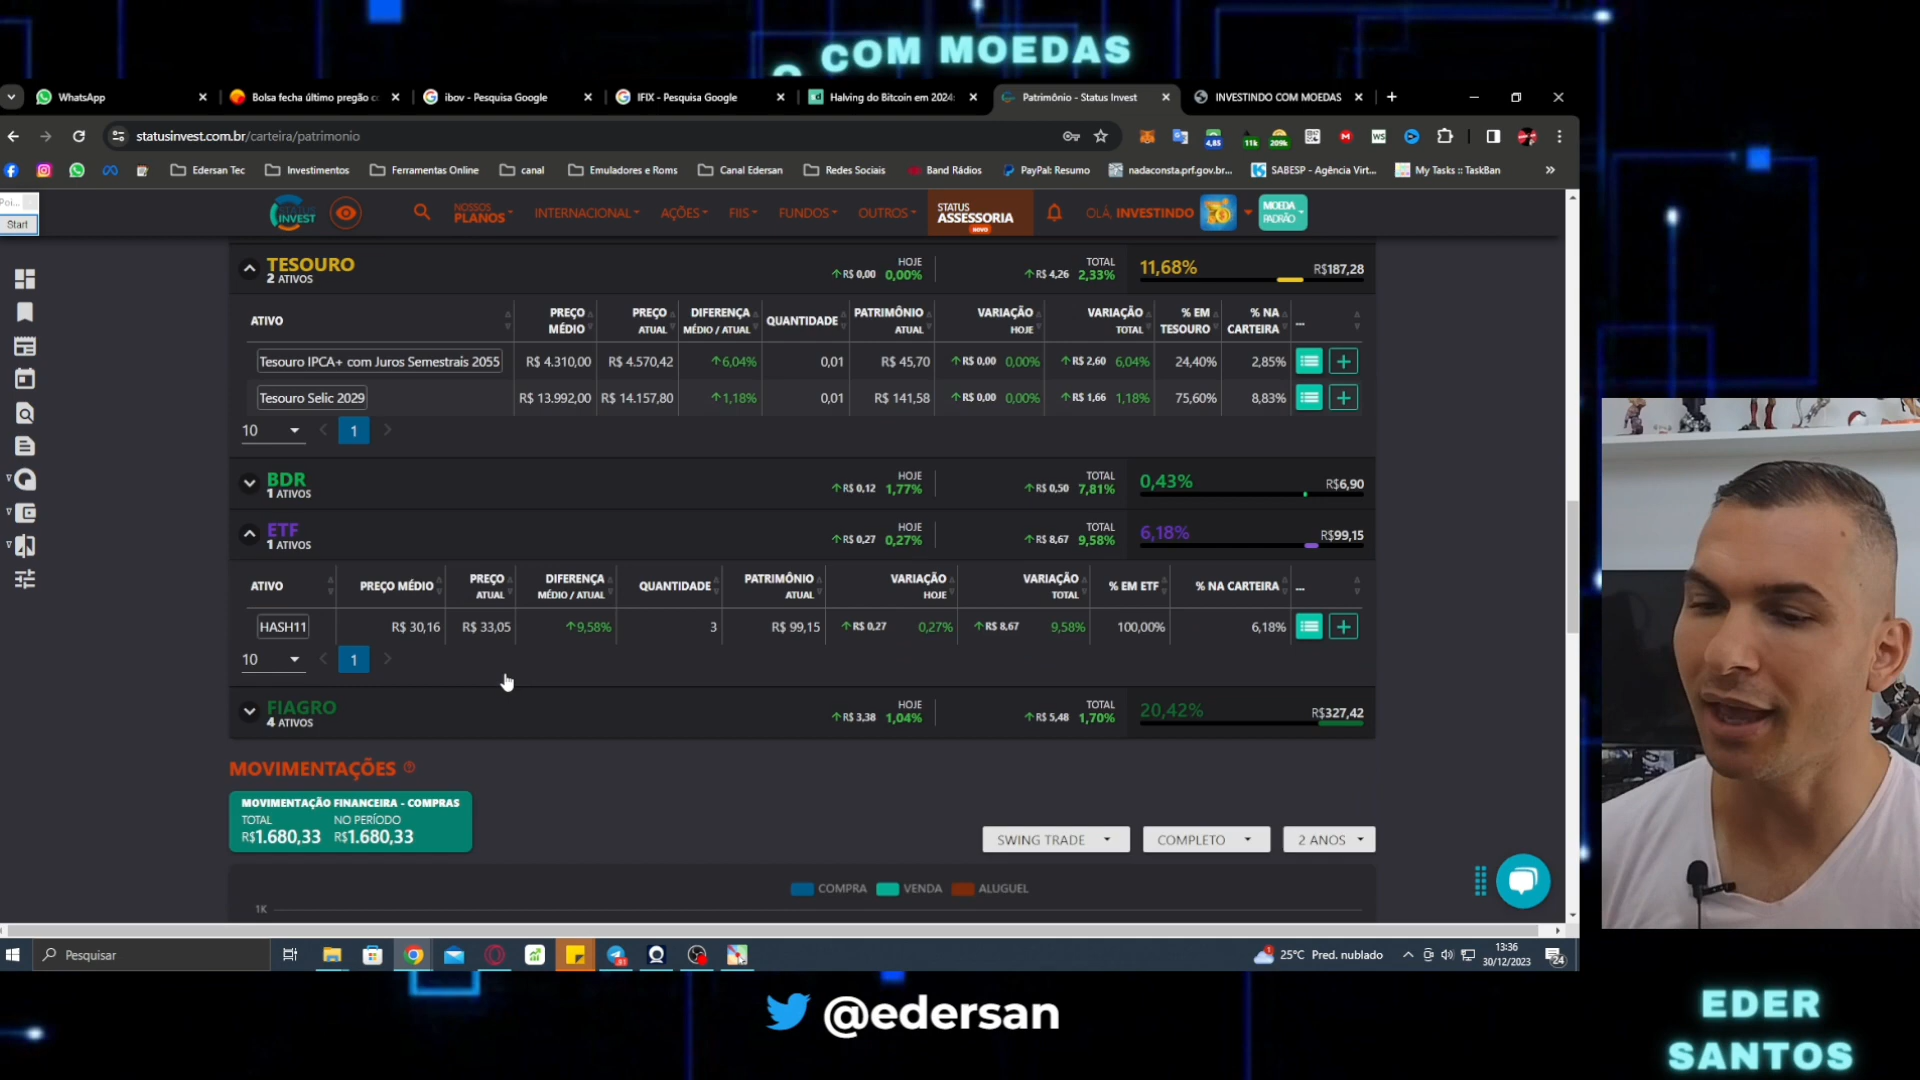 COM MOEDAS
WhatsApp
Bolsa fecha último pregão c
ibov - Pesquisa Google
IFIX - Pesquisa Google
Halving do Bitcoin em 2024:
Patrimônio - Status Invest
INVESTINDO COM MOEDAS
statusinvest.com.br/carteira/patrimonio
4,85
11k
209k
WS
Edersan Tec
Investimentos
Ferramentas Online
canal
Emuladores e Roms
Canal Edersan
Redes Sociais
Band Rádios
PayPal: Resumo
nadaconsta.prf.gov.br...
SABESP - Agência Virt...
My Tasks :: TaskBan
Poi...
Start
STATUS INVEST
NOSSOS PLANOS
INTERNACIONAL
AÇÕES
FIIS
FUNDOS
OUTROS
STATUS ASSESSORIA
novo
OLÁ, INVESTINDO
MOEDA PADRÃO
TESOURO
2 ATIVOS
HOJE
R$ 0,00 0,00%
TOTAL
R$ 4,26 2,33%
11,68%
R$187,28
ATIVO
PREÇO MÉDIO
PREÇO ATUAL
DIFERENÇA MÉDIO / ATUAL
QUANTIDADE
PATRIMÔNIO ATUAL
VARIAÇÃO HOJE
VARIAÇÃO TOTAL
% EM TESOURO
% NA CARTEIRA
...
Tesouro IPCA+ com Juros Semestrais 2055 R$ 4.310,00 R$ 4.570,42 6,04% 0,01 R$ 45,70 R$ 0,00 0,00% R$ 2,60 6,04% 24,40% 2,85%
Tesouro Selic 2029 R$ 13.992,00 R$ 14.157,80 1,18% 0,01 R$ 141,58 R$ 0,00 0,00% R$ 1,66 1,18% 75,60% 8,83%
10
1
BDR
1 ATIVOS
HOJE
R$ 0,12 1,77%
TOTAL
R$ 0,50 7,81%
0,43%
R$6,90
ETF
1 ATIVOS
HOJE
R$ 0,27 0,27%
TOTAL
R$ 8,67 9,58%
6,18%
R$99,15
ATIVO
PREÇO MÉDIO
PREÇO ATUAL
DIFERENÇA MÉDIO / ATUAL
QUANTIDADE
PATRIMÔNIO ATUAL
VARIAÇÃO HOJE
VARIAÇÃO TOTAL
% EM ETF
% NA CARTEIRA
...
HASH11 R$ 30,16 R$ 33,05 9,58% 3 R$ 99,15 R$ 0,27 0,27% R$ 8,67 9,58% 100,00% 6,18%
10
1
FIAGRO
4 ATIVOS
HOJE
R$ 3,38 1,04%
TOTAL
R$ 5,48 1,70%
20,42%
R$327,42
MOVIMENTAÇÕES
MOVIMENTAÇÃO FINANCEIRA - COMPRAS
TOTAL NO PERÍODO
R$1.680,33 R$1.680,33
SWING TRADE
COMPLETO
2 ANOS
COMPRA
VENDA
ALUGUEL
1K
Pesquisar
25°C Pred. nublado
13:36
30/12/2023
24
@edersan
EDER
SANTOS